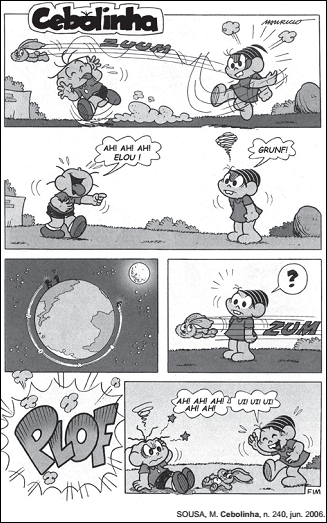 Cebolinha
MAURICIO
ZUUM
AH! AH! AH!
ELOU !
GRUNF!
?
ZUM
PLOF
AH! AH! AH!
AH! AH!
UI! UI! UI
FIM
SOUSA, M. Cebolinha, n. 240, jun. 2006.